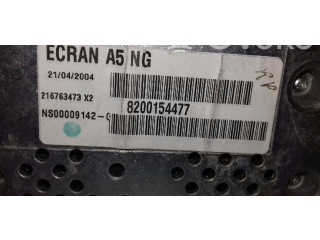 ECRAN A5 NG
21/04/2004
216763473 X2
8200154477
NS00009142-